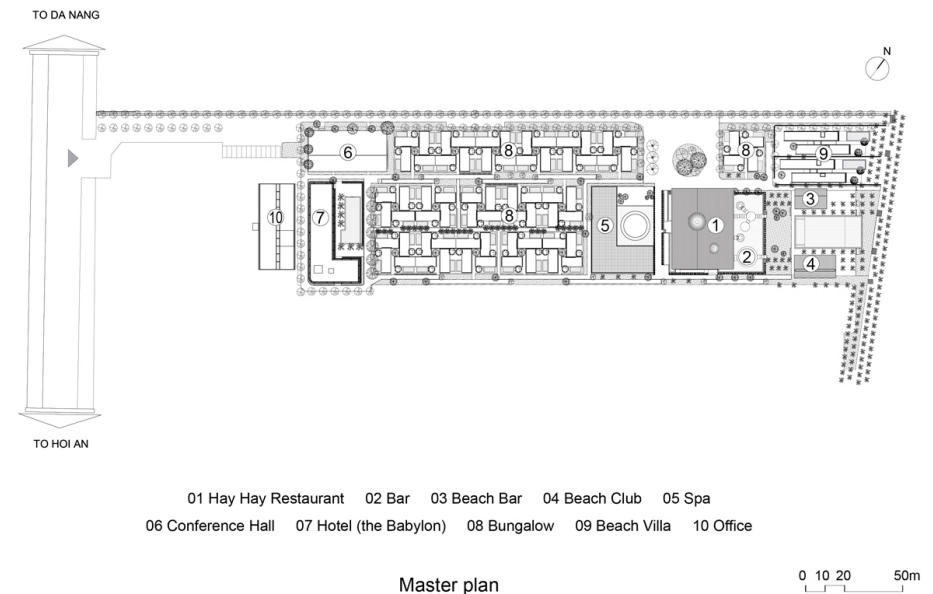 TO DA NANG
N
8
6
8
9
3
10
7
8
5
1
2
4
TO HOI AN
01 Hay Hay Restaurant 02 Bar 03 Beach Bar 04 Beach Club 05 Spa
06 Conference Hall 07 Hotel (the Babylon) 08 Bungalow 09 Beach Villa 10 Office
Master plan
0 10 20 50m